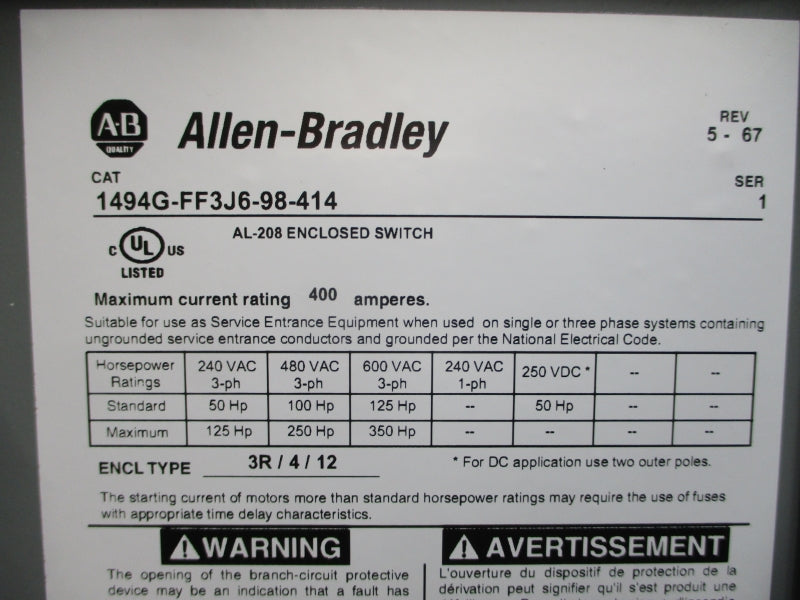 A-B
QUALITY
Allen-Bradley
REV
5 - 67
CAT
SER
1494G-FF3J6-98-414
1
C UL US
LISTED
AL-208 ENCLOSED SWITCH
Maximum current rating 400 amperes.
Suitable for use as Service Entrance Equipment when used on single or three phase systems containing
ungrounded service entrance conductors and grounded per the National Electrical Code.
Horsepower Ratings 240 VAC 3-ph 480 VAC 3-ph 600 VAC 3-ph 240 VAC 1-ph 250 VDC * -- --
Standard 50 Hp 100 Hp 125 Hp -- 50 Hp -- --
Maximum 125 Hp 250 Hp 350 Hp -- -- -- --
ENCL TYPE 3R / 4 / 12 * For DC application use two outer poles.
The starting current of motors more than standard horsepower ratings may require the use of fuses
with appropriate time delay characteristics.
WARNING
The opening of the branch-circuit protective
device may be an indication that a fault has
AVERTISSEMENT
L'ouverture du dispositif de protection de la
dérivation peut signifier qu'il s'est produit une